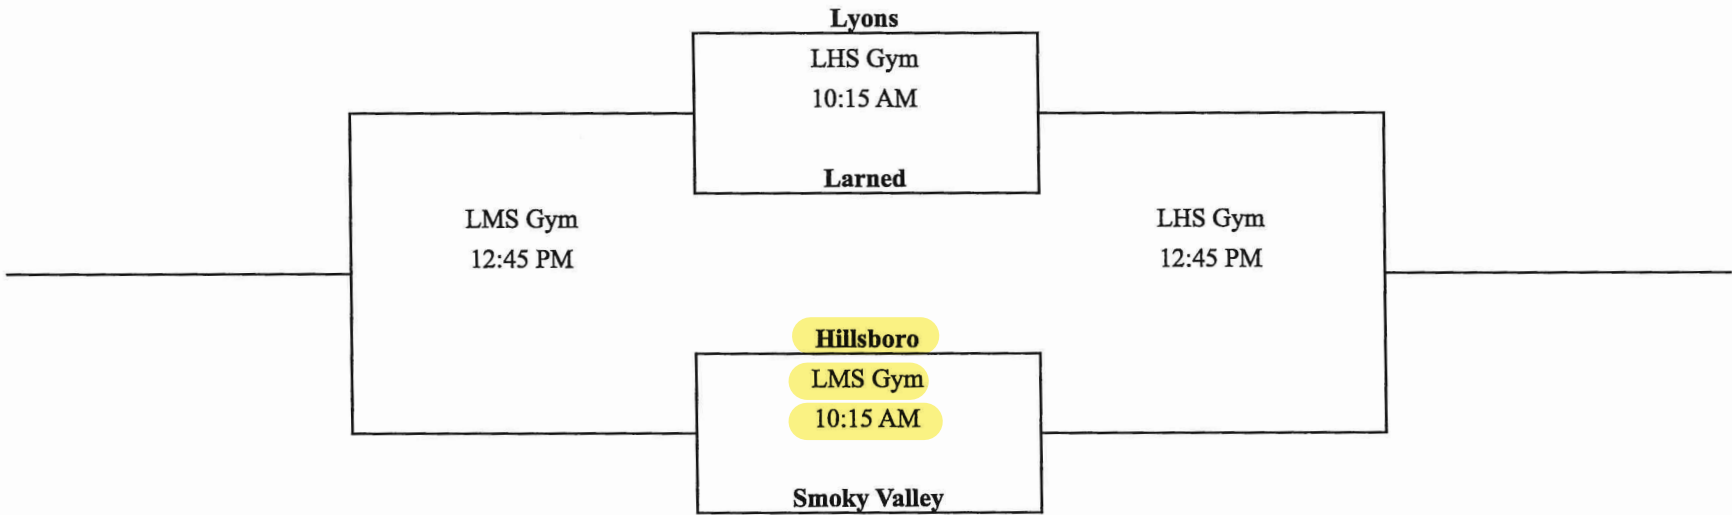 Lyons
LHS Gym
10:15 AM
Larned
LMS Gym
12:45 PM
LHS Gym
12:45 PM
Hillsboro
LMS Gym
10:15 AM
Smoky Valley